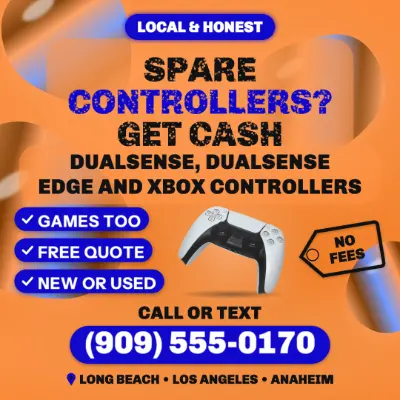 LOCAL & HONEST
SPARE
CONTROLLERS?
GET CASH
DUALSENSE, DUALSENSE
EDGE AND XBOX CONTROLLERS
GAMES TOO
FREE QUOTE
NEW OR USED
NO
FEES
CALL OR TEXT
(909) 555-0170
LONG BEACH • LOS ANGELES • ANAHEIM